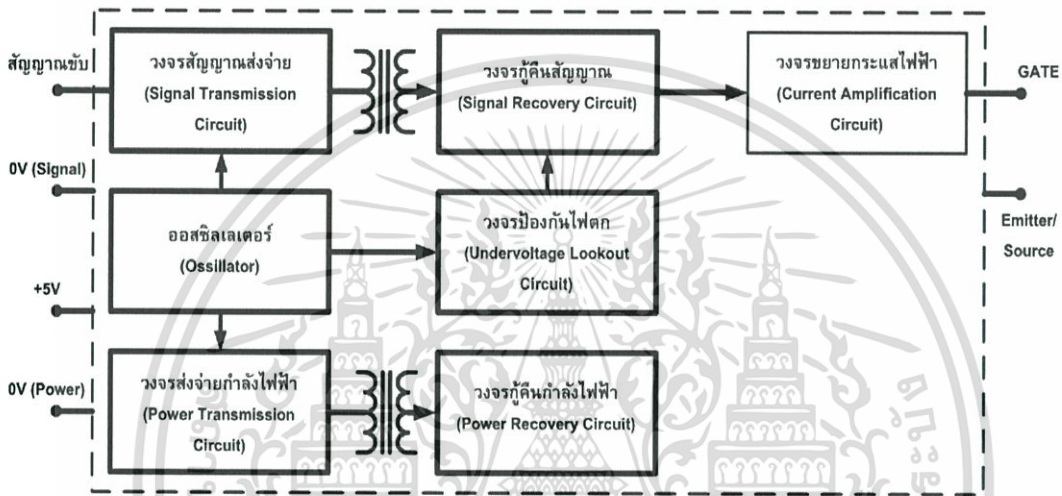 สัญญาณขับ
0V (Signal)
+5V
0V (Power)
วงจรสัญญาณส่งจ่าย
(Signal Transmission
Circuit)
วงจรกู้คืนสัญญาณ
(Signal Recovery Circuit)
วงจรขยายกระแสไฟฟ้า
(Current Amplification
Circuit)
GATE
Emitter/
Source
ออสซิลเลเตอร์
(Ossillator)
วงจรป้องกันไฟตก
(Undervoltage Lookout
Circuit)
วงจรส่งจ่ายกำลังไฟฟ้า
(Power Transmission
Circuit)
วงจรกู้คืนกำลังไฟฟ้า
(Power Recovery Circuit)